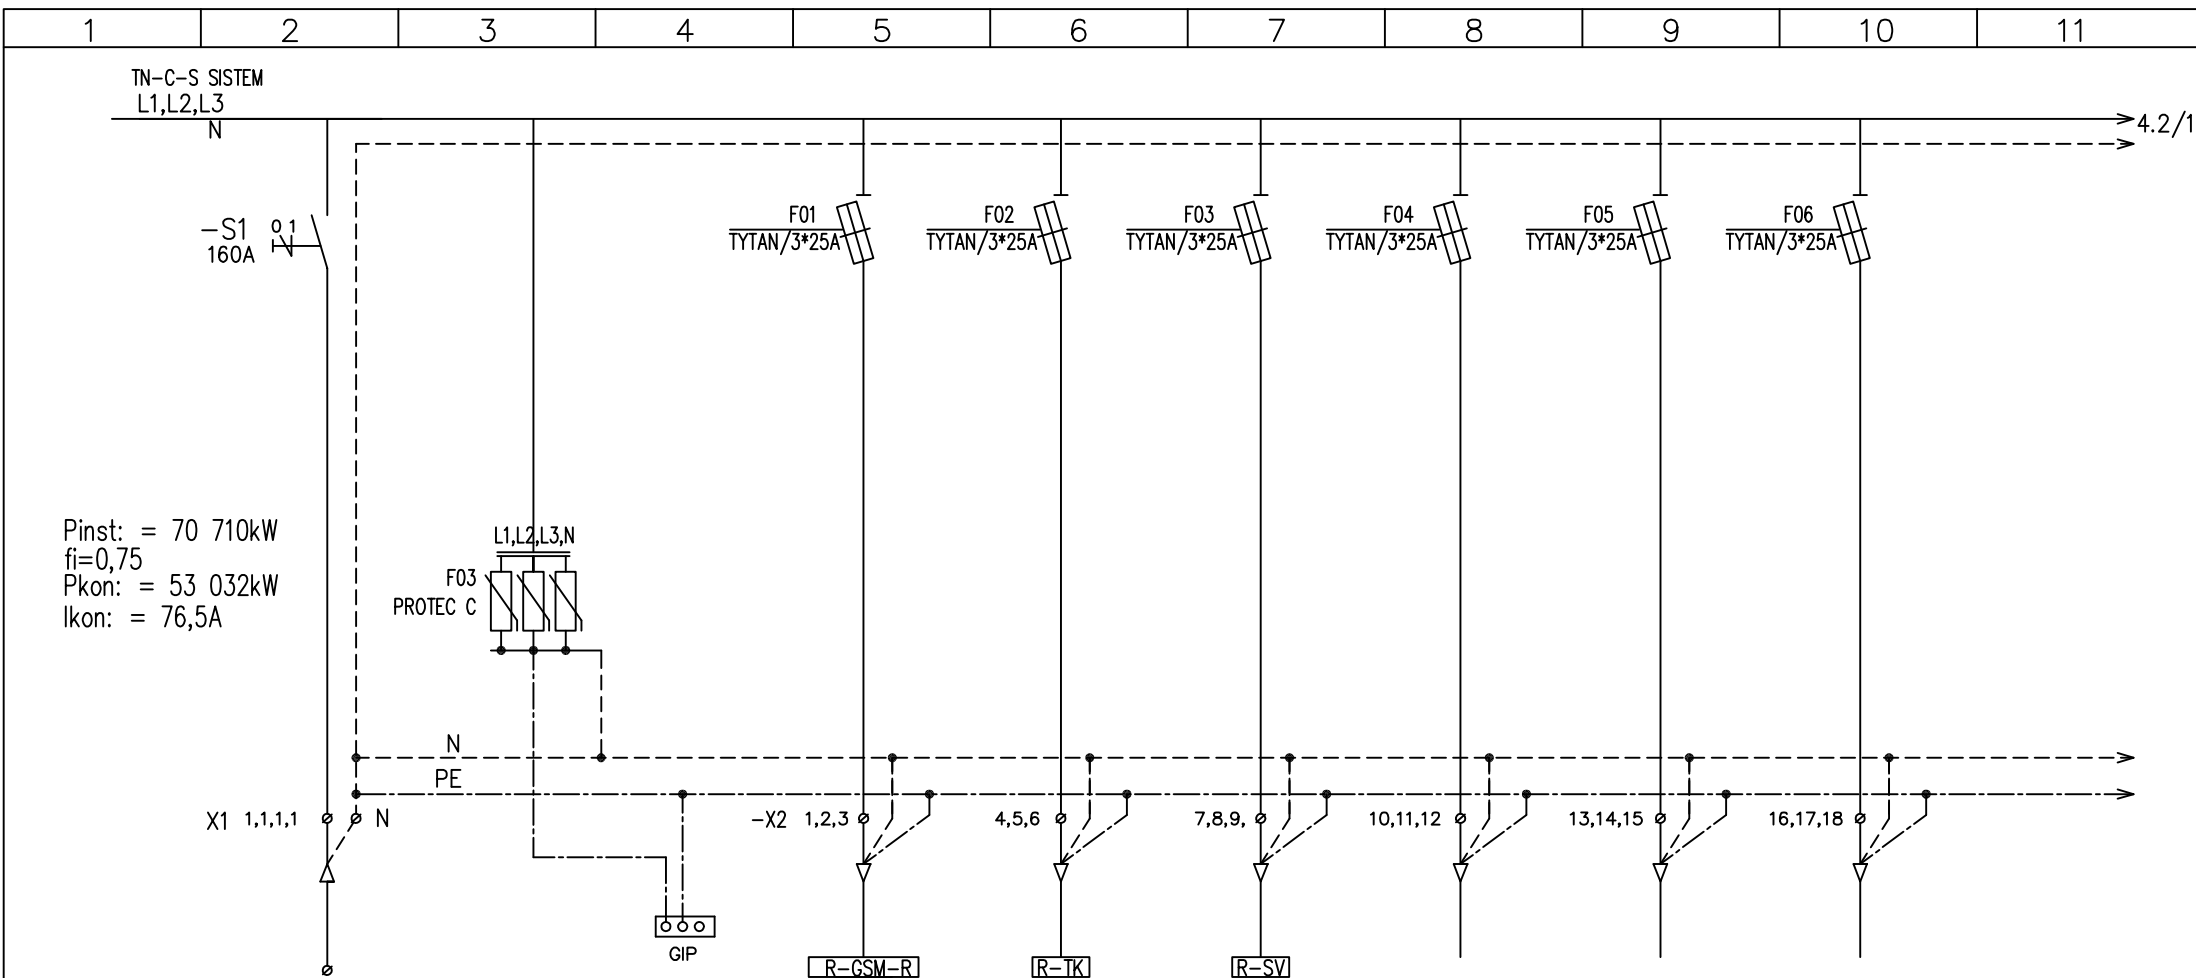 1 2 3 4 5 6 7 8 9 10 11
TN-C-S SISTEM
L1,L2,L3
N
4.2/1
-S1
160A
0 1
F01
TYTAN/3*25A
F02
TYTAN/3*25A
F03
TYTAN/3*25A
F04
TYTAN/3*25A
F05
TYTAN/3*25A
F06
TYTAN/3*25A
Pinst: = 70 710kW
fi=0,75
Pkon: = 53 032kW
Ikon: = 76,5A
L1,L2,L3,N
F03
PROTEC C
N
PE
X1 1,1,1,1 N
-X2 1,2,3 4,5,6 7,8,9, 10,11,12 13,14,15 16,17,18
GIP
R-GSM-R
R-TK
R-SV